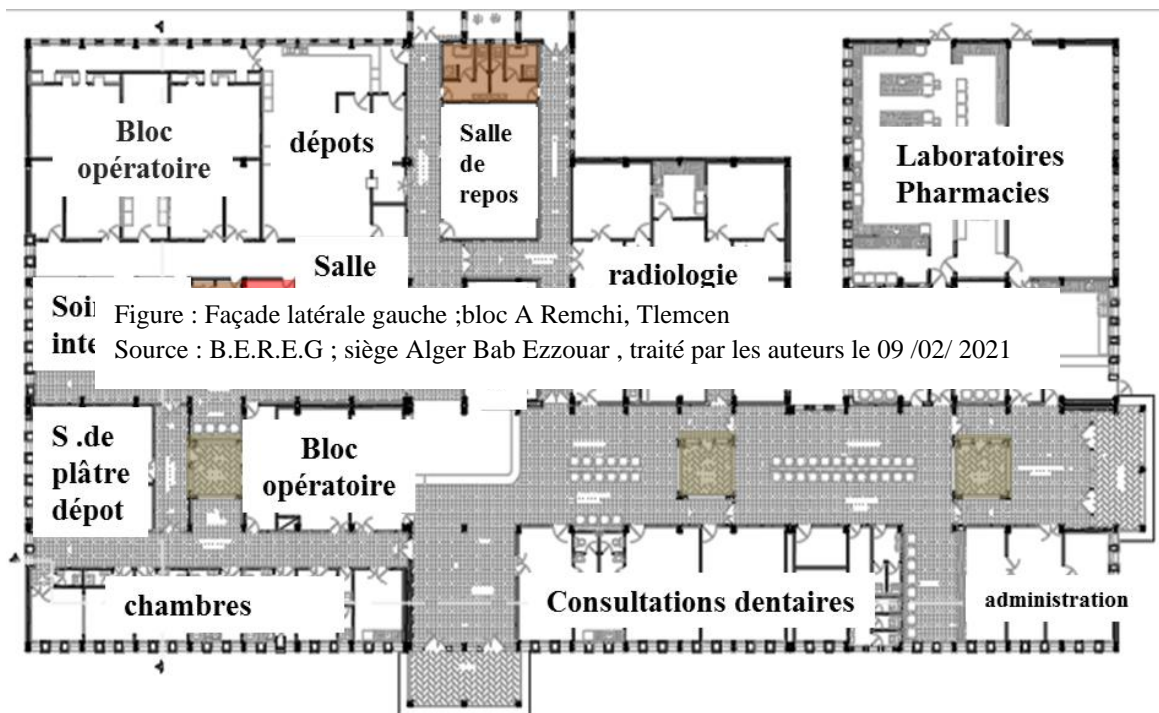 Bloc
opératoire
dépots
Salle
de
repos
Laboratoires
Pharmacies
Salle
radiologie
Figure : Façade latérale gauche ;bloc A Remchi, Tlemcen
Source : B.E.R.E.G ; siège Alger Bab Ezzouar , traité par les auteurs le 09 /02/ 2021
S .de
plâtre
dépot
Bloc
opératoire
chambres
Consultations dentaires
administration